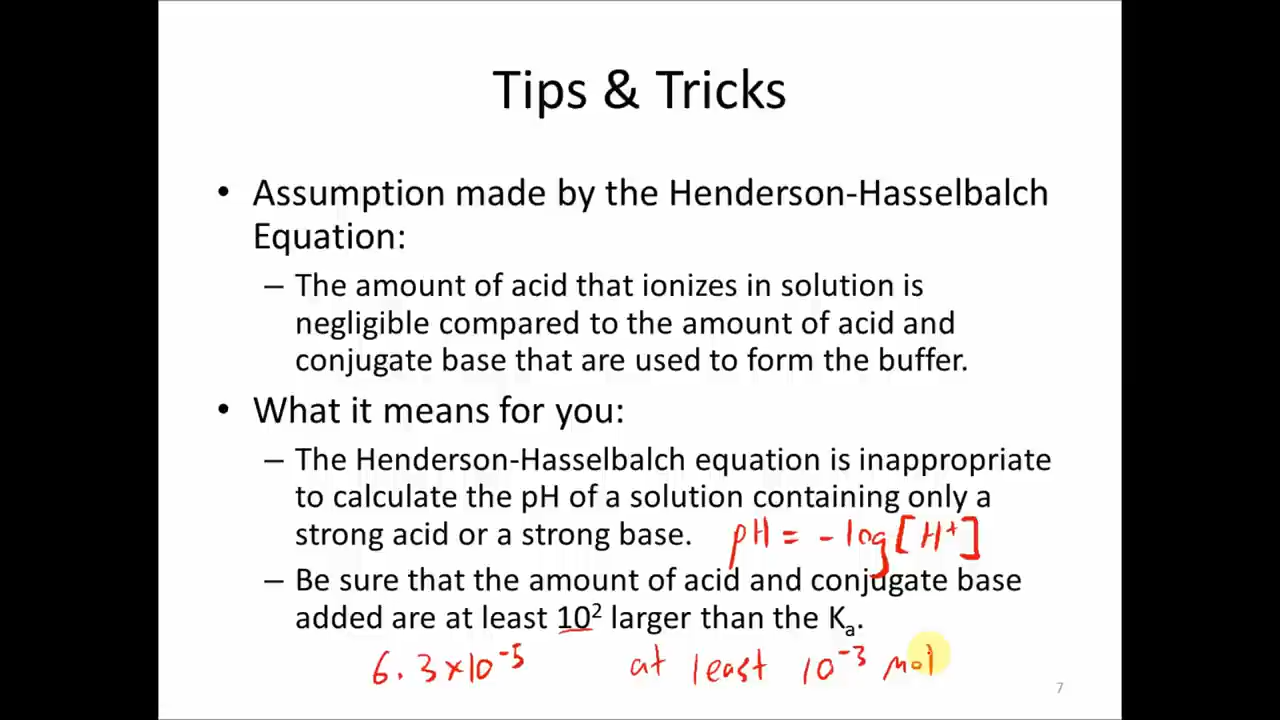 Tips & Tricks
• Assumption made by the Henderson-Hasselbalch
Equation:
– The amount of acid that ionizes in solution is
negligible compared to the amount of acid and
conjugate base that are used to form the buffer.
• What it means for you:
– The Henderson-Hasselbalch equation is inappropriate
to calculate the pH of a solution containing only a
strong acid or a strong base. pH = - log [H⁺]
– Be sure that the amount of acid and conjugate base
added are at least 10² larger than the Kₐ.
6.3×10⁻⁵ at least 10⁻³ mol
7